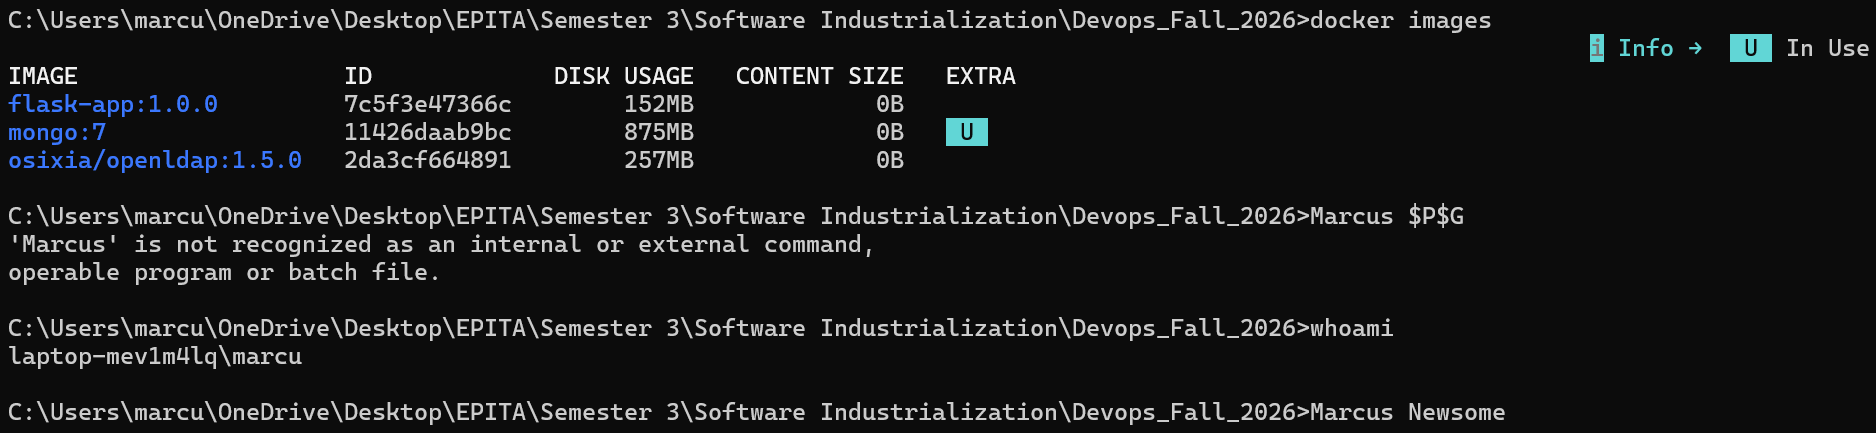 C:\Users\marcu\OneDrive\Desktop\EPITA\Semester 3\Software Industrialization\Devops_Fall_2026>docker images
i Info → U In Use
IMAGE ID DISK USAGE CONTENT SIZE EXTRA
flask-app:1.0.0 7c5f3e47366c 152MB 0B
mongo:7 11426daab9bc 875MB 0B U
osixia/openldap:1.5.0 2da3cf664891 257MB 0B
C:\Users\marcu\OneDrive\Desktop\EPITA\Semester 3\Software Industrialization\Devops_Fall_2026>Marcus $P$G
'Marcus' is not recognized as an internal or external command,
operable program or batch file.
C:\Users\marcu\OneDrive\Desktop\EPITA\Semester 3\Software Industrialization\Devops_Fall_2026>whoami
laptop-mev1m4lq\marcu
C:\Users\marcu\OneDrive\Desktop\EPITA\Semester 3\Software Industrialization\Devops_Fall_2026>Marcus Newsome